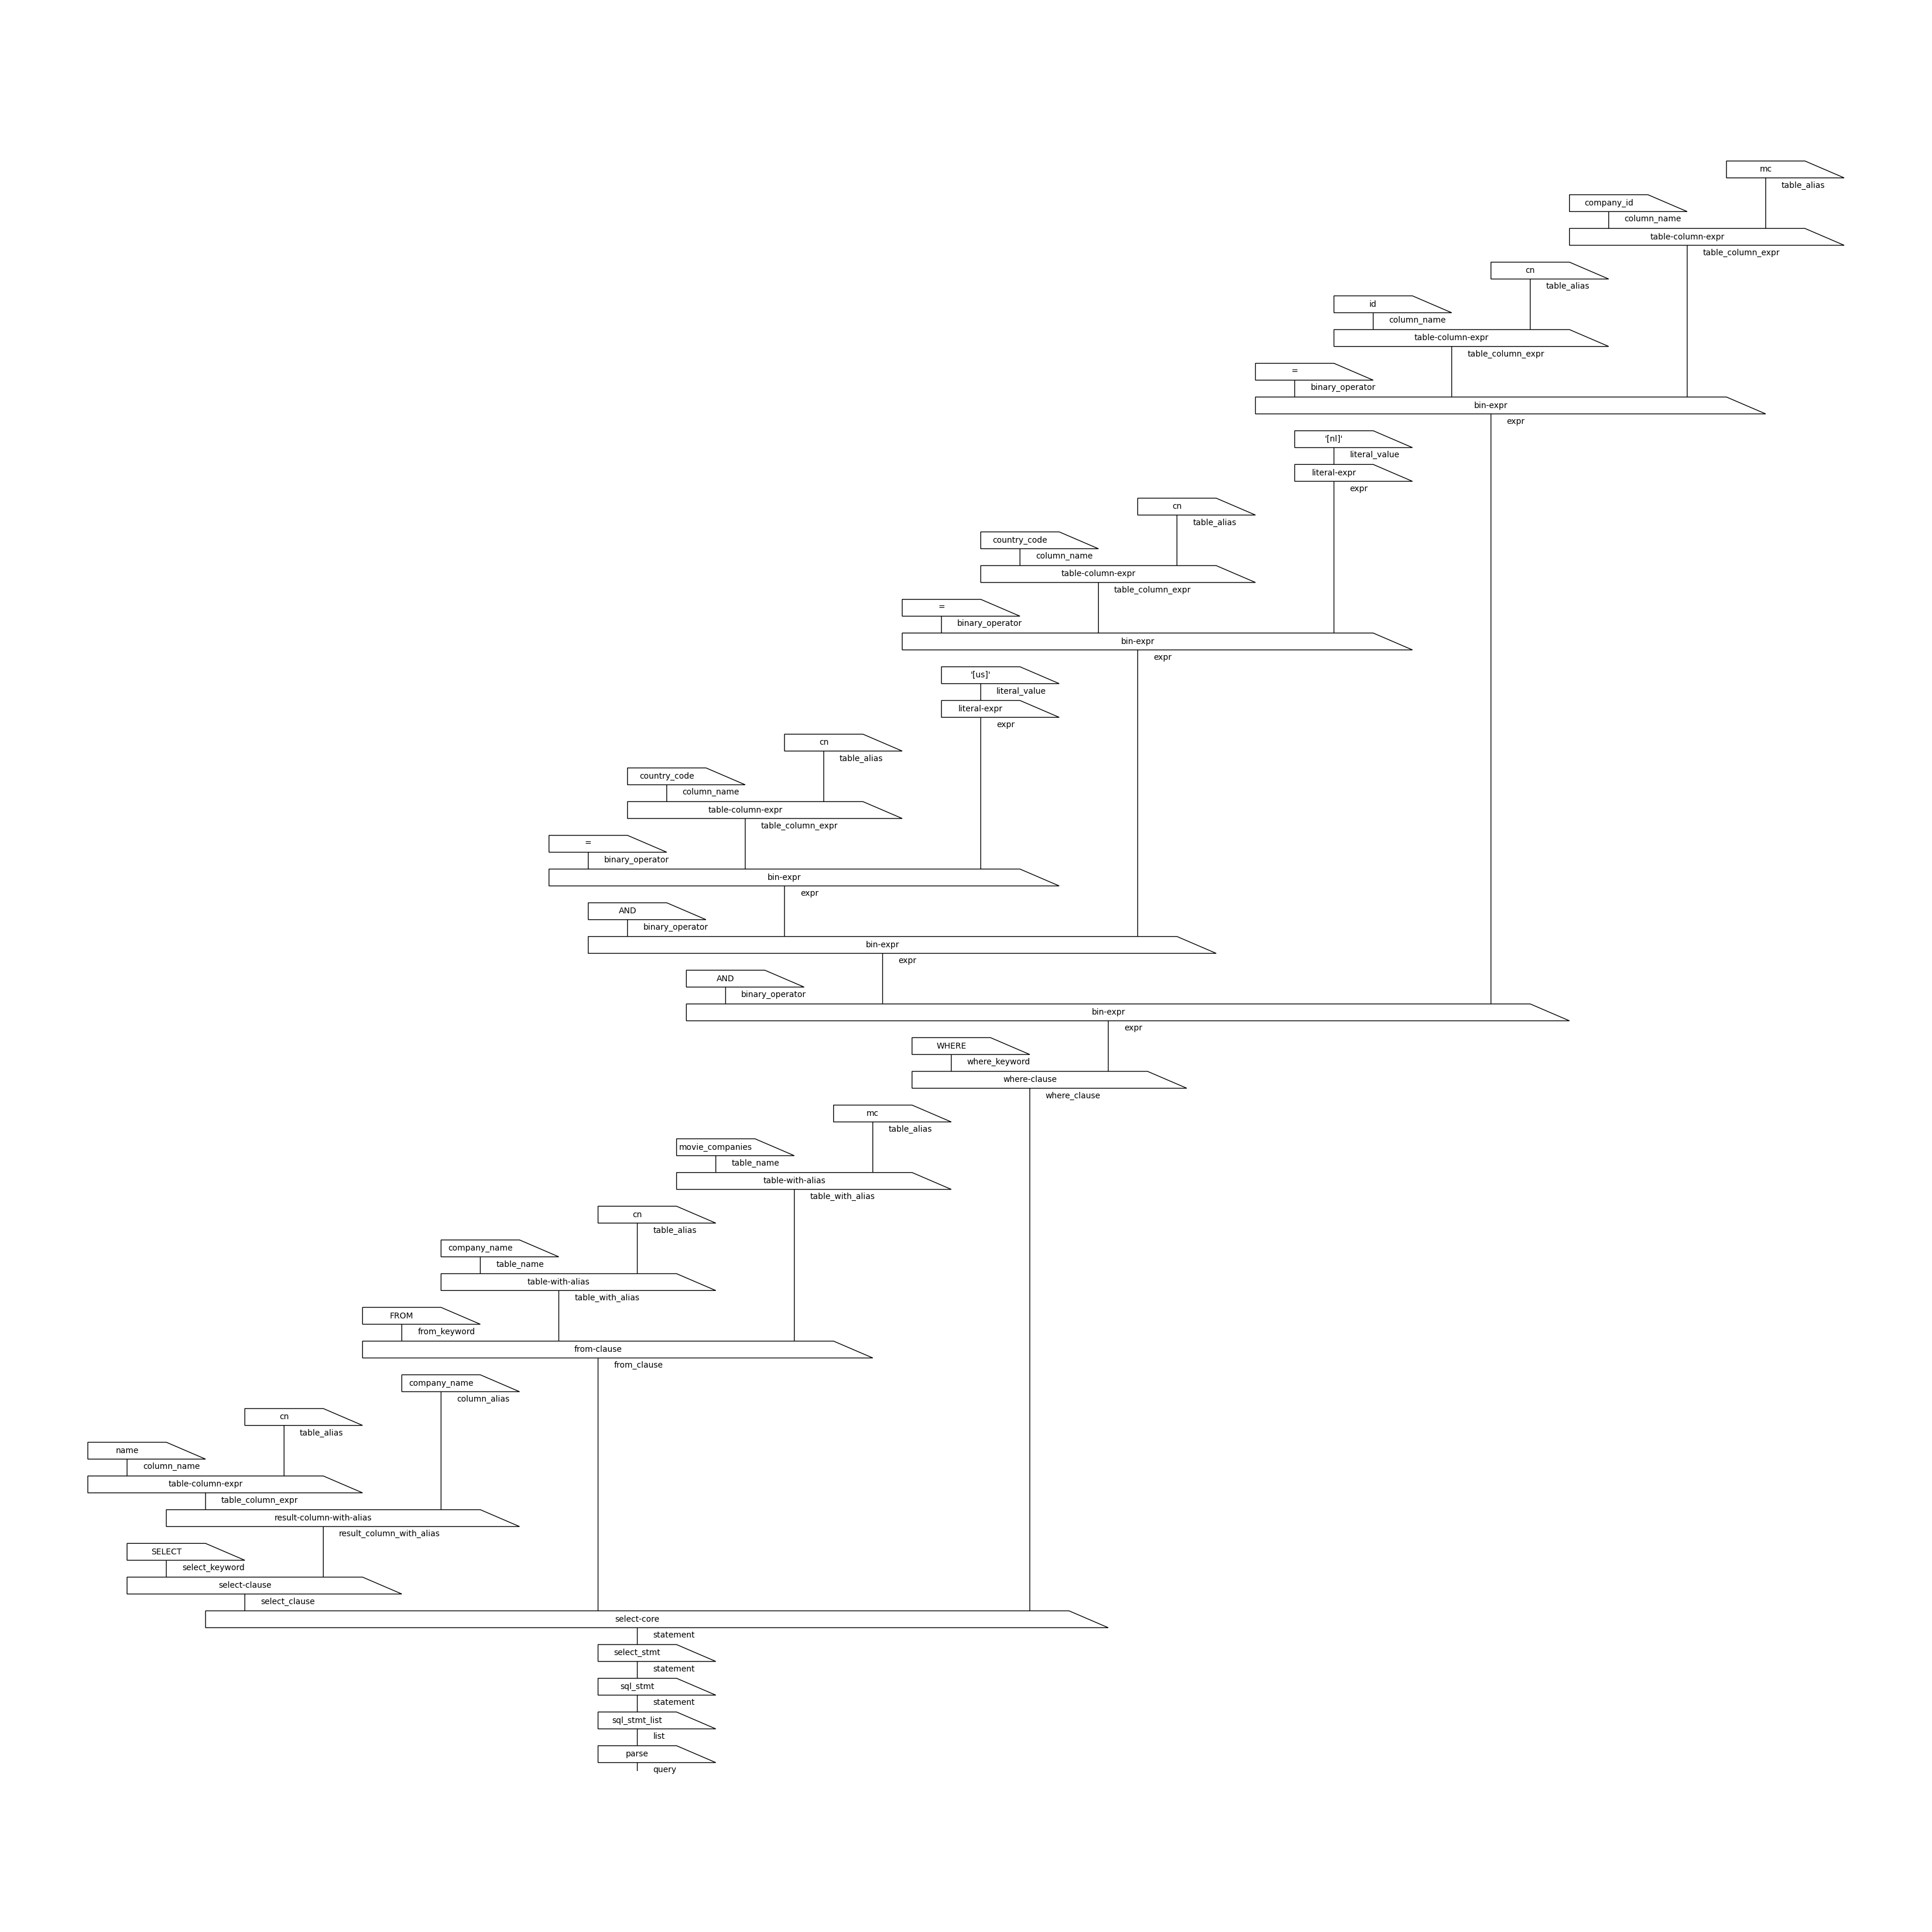 mc
table_alias
company_id
column_name
table-column-expr
table_column_expr
cn
table_alias
id
column_name
table-column-expr
table_column_expr
=
binary_operator
bin-expr
expr
'[nl]'
literal_value
literal-expr
expr
cn
table_alias
country_code
column_name
table-column-expr
table_column_expr
=
binary_operator
bin-expr
expr
'[us]'
literal_value
literal-expr
expr
cn
table_alias
country_code
column_name
table-column-expr
table_column_expr
=
binary_operator
bin-expr
expr
AND
binary_operator
bin-expr
expr
AND
binary_operator
bin-expr
expr
WHERE
where_keyword
where-clause
where_clause
mc
table_alias
movie_companies
table_name
table-with-alias
table_with_alias
cn
table_alias
company_name
table_name
table-with-alias
table_with_alias
FROM
from_keyword
from-clause
from_clause
company_name
column_alias
cn
table_alias
name
column_name
table-column-expr
table_column_expr
result-column-with-alias
result_column_with_alias
SELECT
select_keyword
select-clause
select_clause
select-core
statement
select_stmt
statement
sql_stmt
statement
sql_stmt_list
list
parse
query